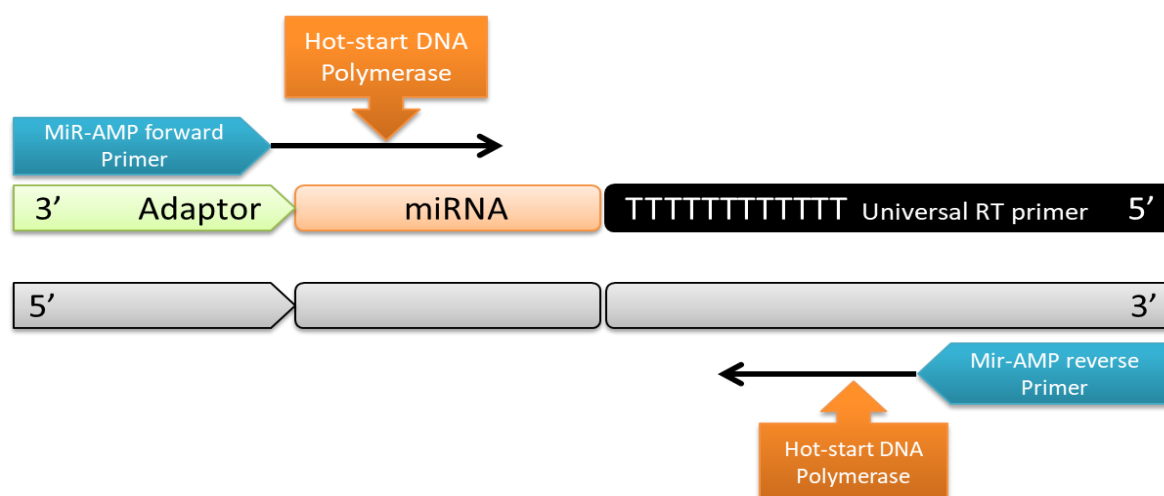 Hot-start DNA
Polymerase
MiR-AMP forward
Primer
3’ Adaptor miRNA TTTTTTTTTTTT Universal RT primer 5’
5’ 3’
Mir-AMP reverse
Primer
Hot-start DNA
Polymerase